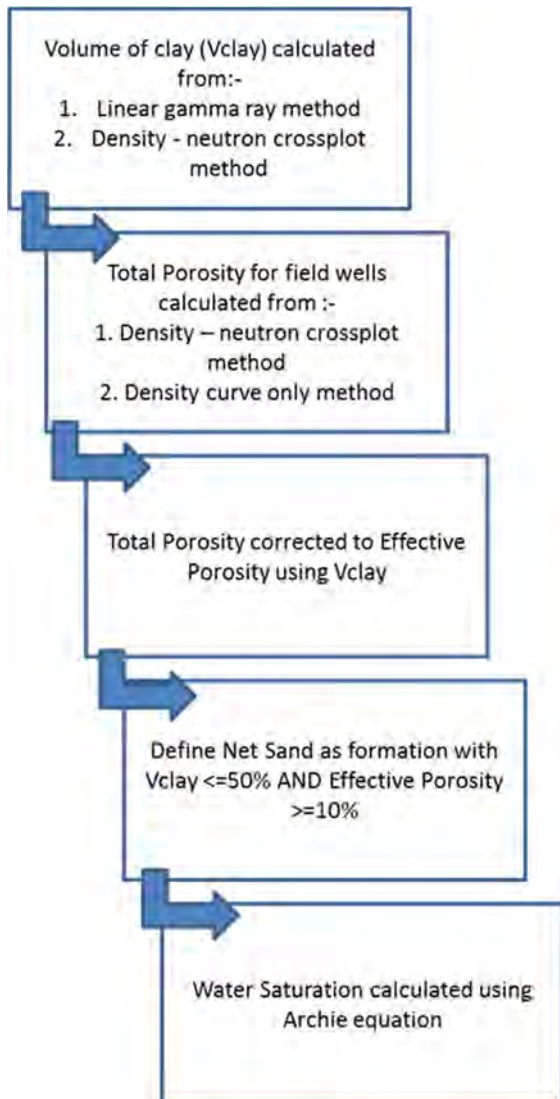 Volume of clay (Vclay) calculated
from:-
1. Linear gamma ray method
2. Density - neutron crossplot
method
Total Porosity for field wells
calculated from :-
1. Density – neutron crossplot
method
2. Density curve only method
Total Porosity corrected to Effective
Porosity using Vclay
Define Net Sand as formation with
Vclay <=50% AND Effective Porosity
>=10%
Water Saturation calculated using
Archie equation